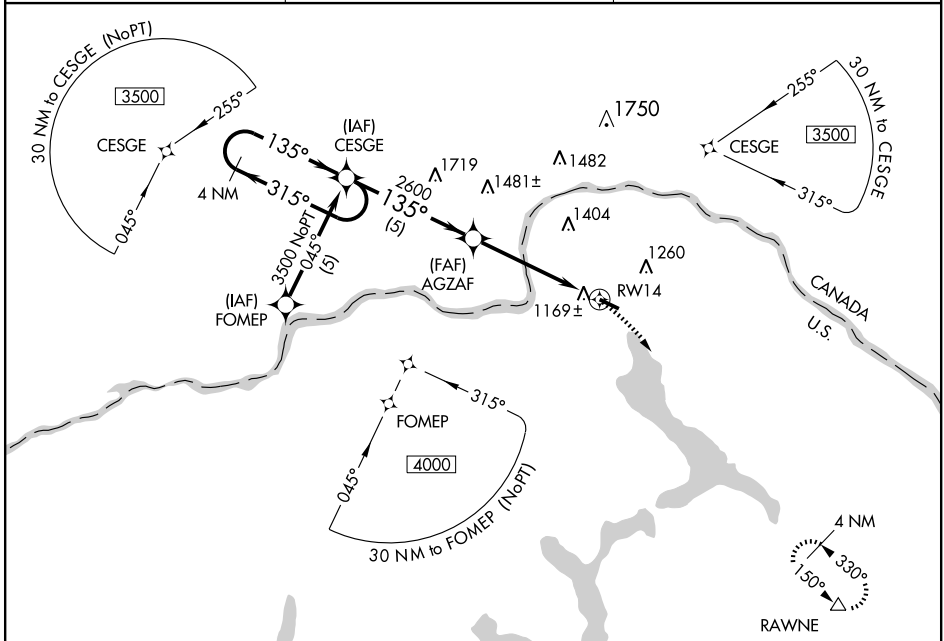 30 NM to CESGE (NoPT)
3500
255°
CESGE
045°
135°
(IAF)
CESGE
4 NM
315°
2600
135°
(5)
3500 NoPT
045°
(5)
(IAF)
FOMEP
(FAF)
AGZAF
1719
1481±
1482
1750
1404
1260
1169±
RW14
30 NM to CESGE
255°
3500
CESGE
315°
CANADA
U.S.
315°
FOMEP
4000
045°
30 NM to FOMEP (NoPT)
4 NM
330°
150°
RAWNE